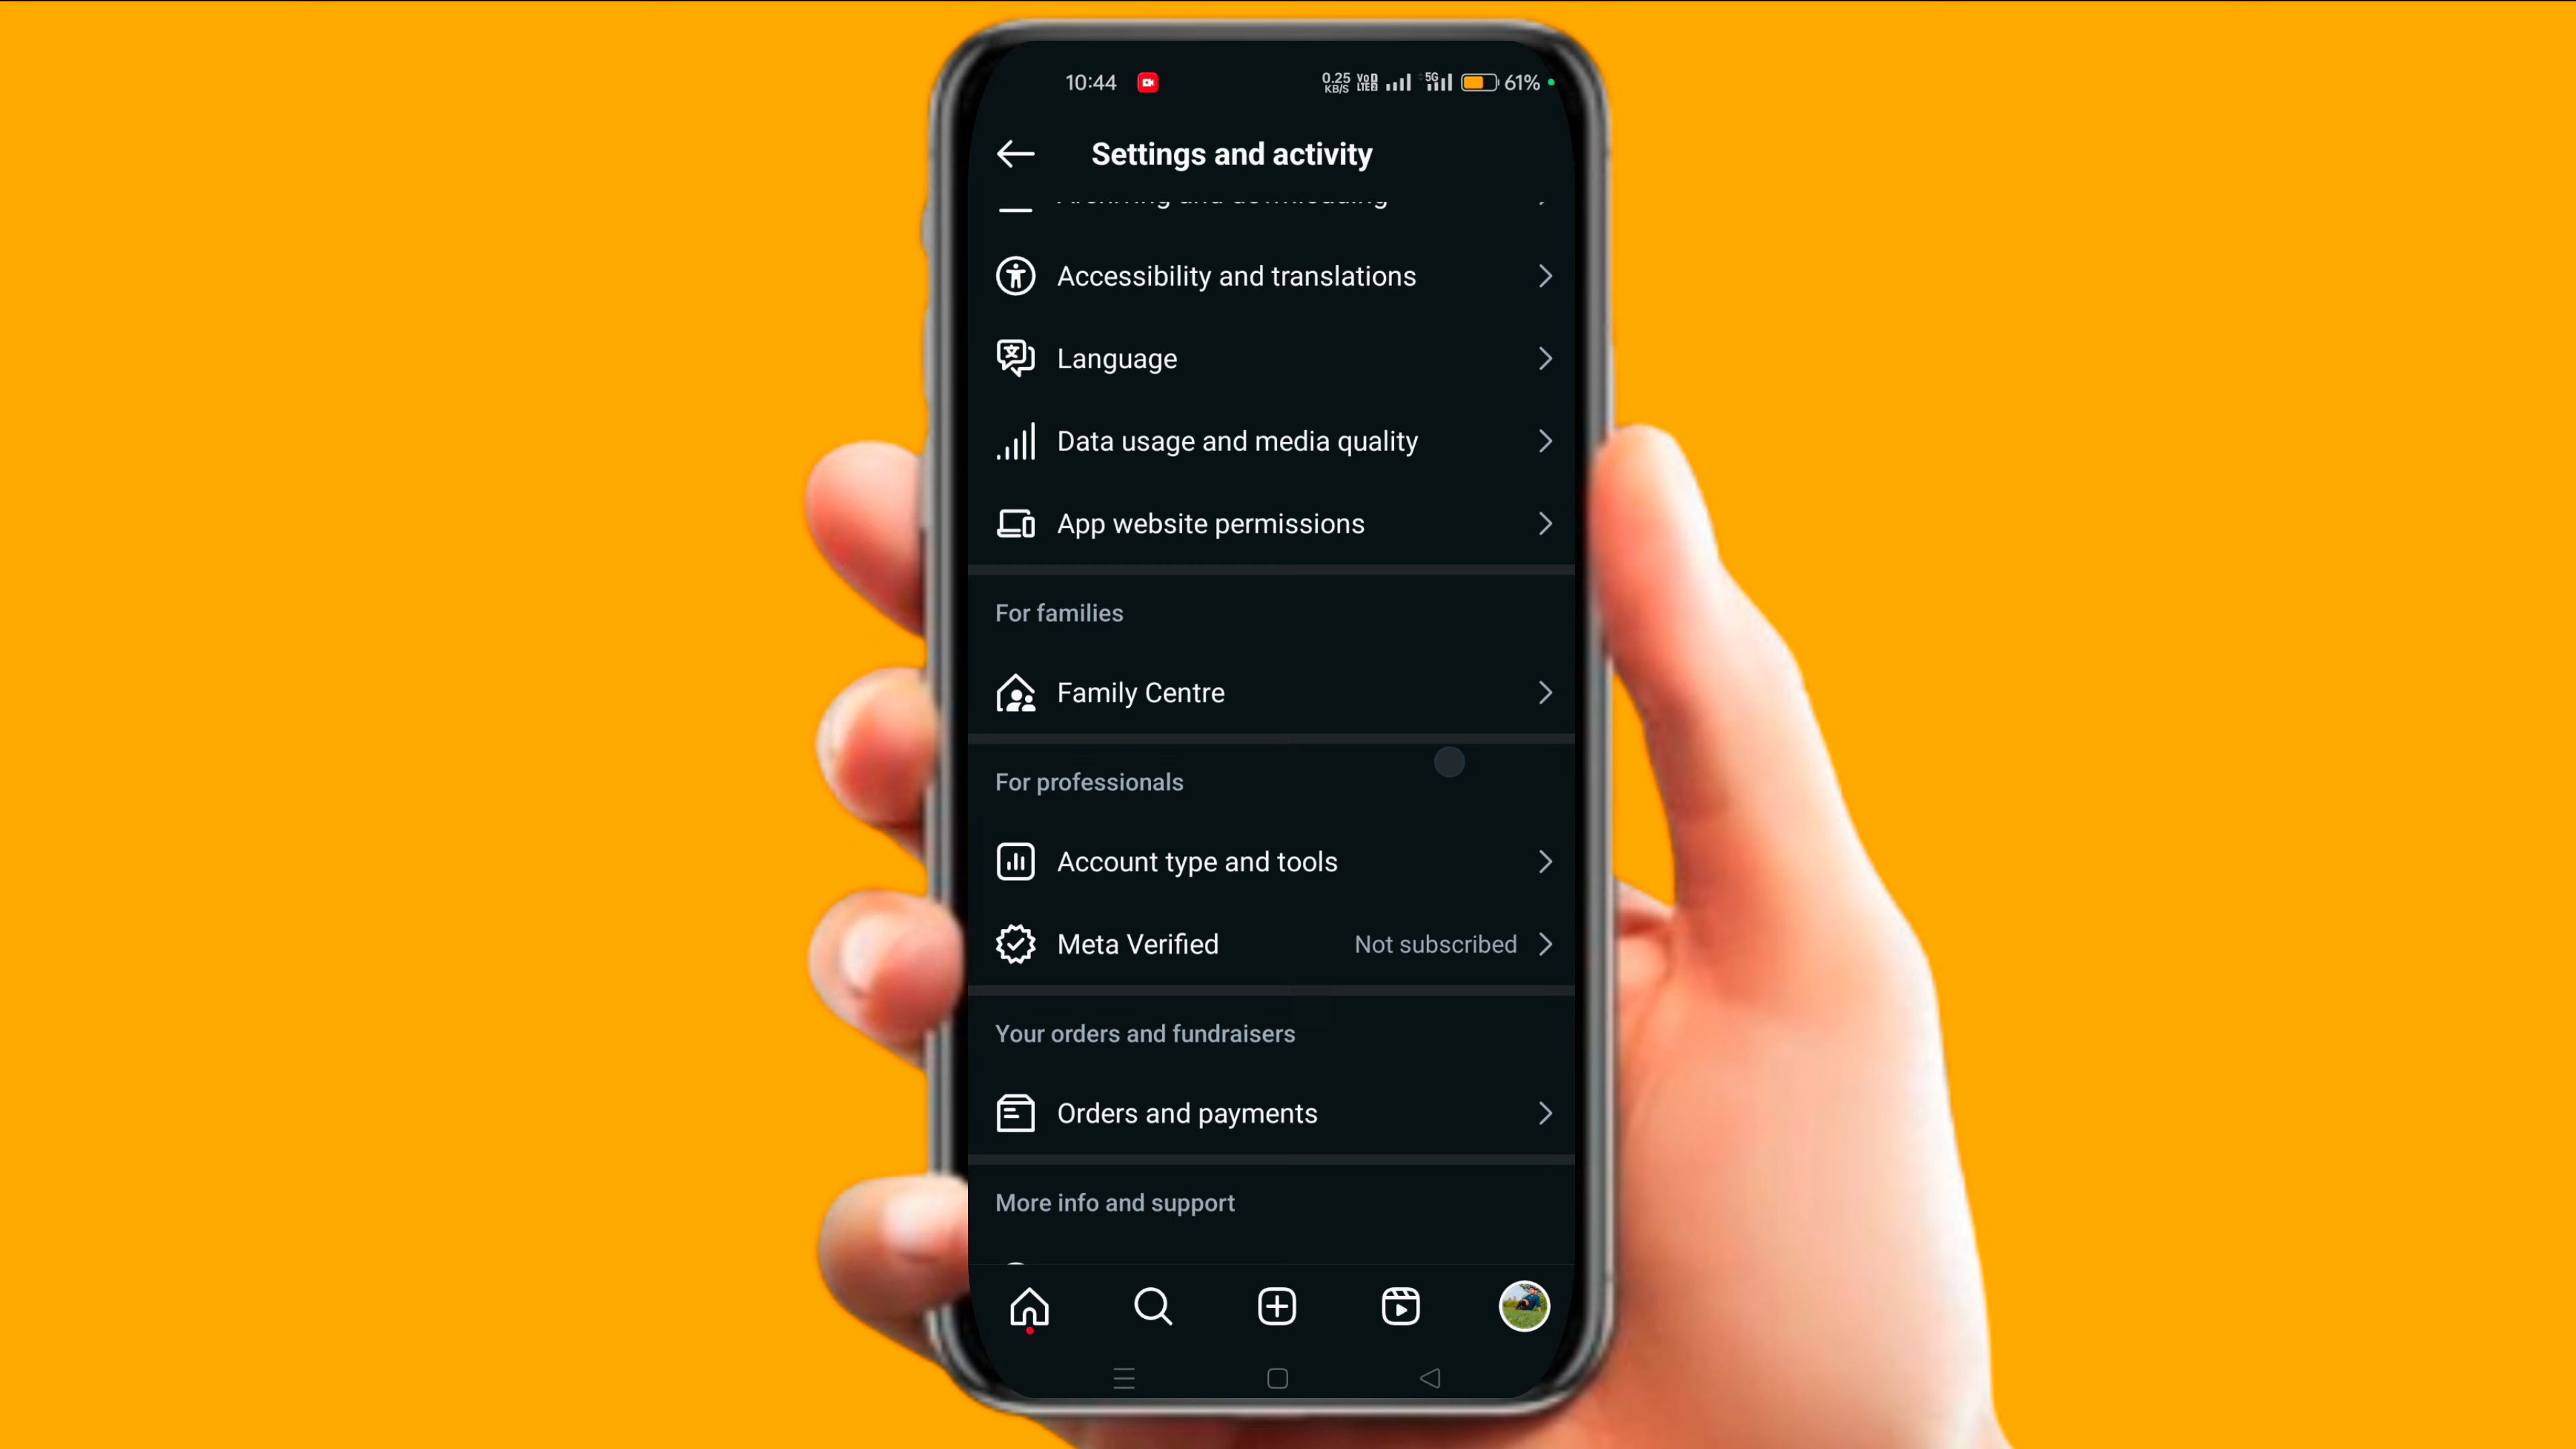 10:44
0.25 KB/S
5G
61%
Settings and activity
Accessibility and translations
Language
Data usage and media quality
App website permissions
For families
Family Centre
For professionals
Account type and tools
Meta Verified
Not subscribed
Your orders and fundraisers
Orders and payments
More info and support